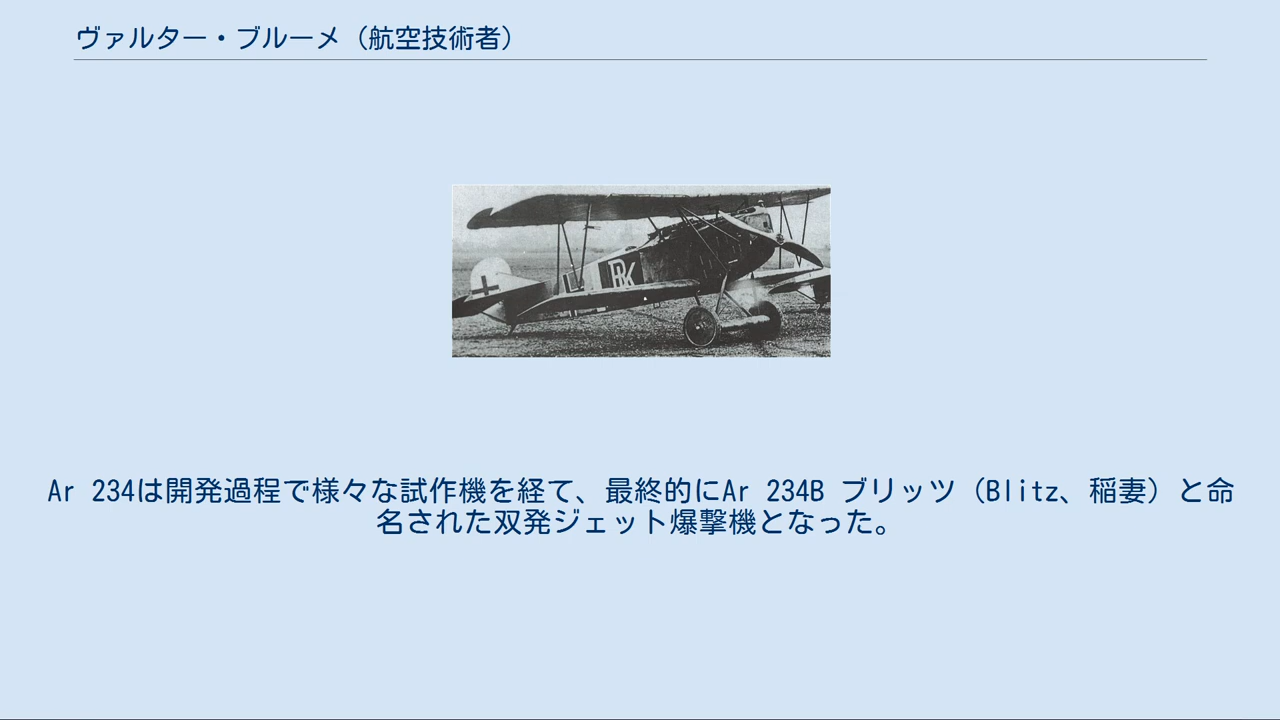 ヴァルター・ブルーメ（航空技術者）
Ar 234は開発過程で様々な試作機を経て、最終的にAr 234B ブリッツ（Blitz、稲妻）と命
名された双発ジェット爆撃機となった。